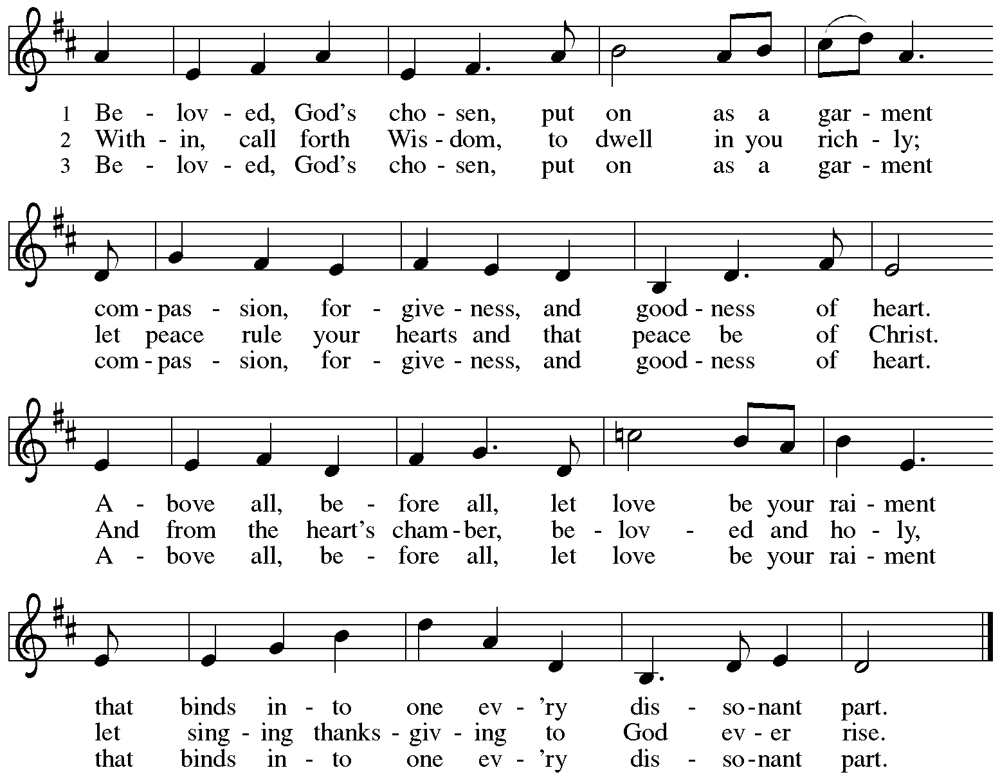 1 Be - lov - ed, God's cho - sen, put on as a gar - ment
2 With - in, call forth Wis - dom, to dwell in you rich - ly;
3 Be - lov - ed, God's cho - sen, put on as a gar - ment
com - pas - sion, for - give - ness, and good - ness of heart.
let peace rule your hearts and that peace be of Christ.
com - pas - sion, for - give - ness, and good - ness of heart.
A - bove all, be - fore all, let love be your rai - ment
And from the heart's cham - ber, be - lov - ed and ho - ly,
A - bove all, be - fore all, let love be your rai - ment
that binds in - to one ev - 'ry dis - so - nant part.
let sing - ing thanks - giv - ing to God ev - er rise.
that binds in - to one ev - 'ry dis - so - nant part.